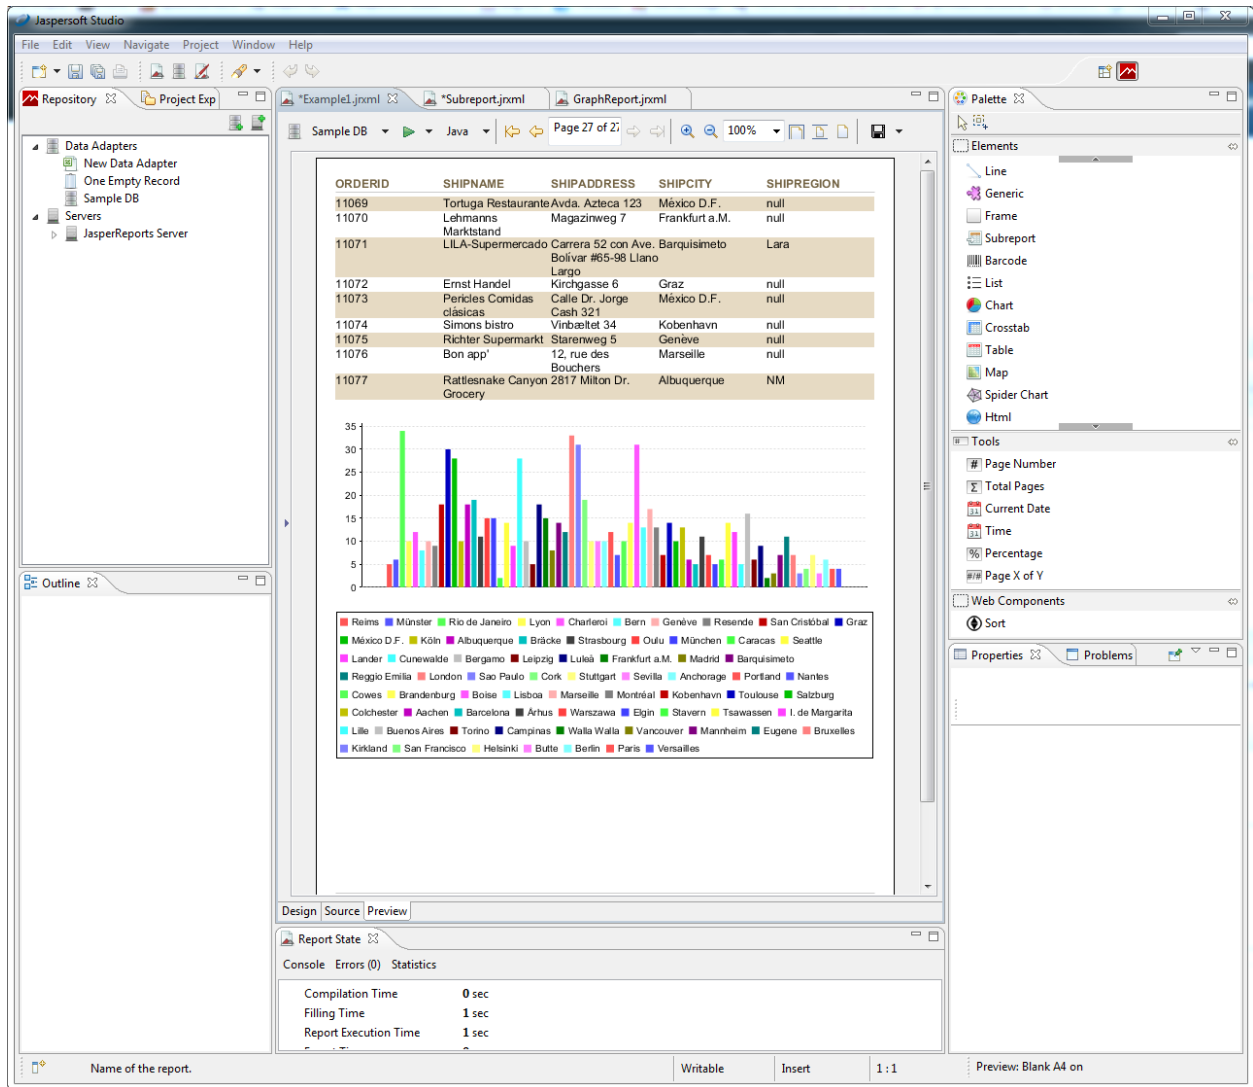 Jaspersoft Studio
File Edit View Navigate Project Window Help
Repository Project Exp
Data Adapters
New Data Adapter
One Empty Record
Sample DB
Servers
JasperReports Server
Outline
*Example1.jrxml *Subreport.jrxml GraphReport.jrxml
Sample DB Java Page 27 of 27 100%
ORDERID SHIPNAME SHIPADDRESS SHIPCITY SHIPREGION
11069 Tortuga Restaurante Avda. Azteca 123 México D.F. null
11070 Lehmanns Magazinweg 7 Frankfurt a.M. null
Marktstand
11071 LILA-Supermercado Carrera 52 con Ave. Barquisimeto Lara
Bolívar #65-98 Llano
Largo
11072 Ernst Handel Kirchgasse 6 Graz null
11073 Pericles Comidas Calle Dr. Jorge México D.F. null
clásicas Cash 321
11074 Simons bistro Vinbæltet 34 Kobenhavn null
11075 Richter Supermarkt Starenweg 5 Genève null
11076 Bon app' 12, rue des Marseille null
Bouchers
11077 Rattlesnake Canyon 2817 Milton Dr. Albuquerque NM
Grocery
35
30
25
20
15
10
5
0
Reims Münster Rio de Janeiro Lyon Charleroi Bern Genève Resende San Cristóbal Graz
México D.F. Köln Albuquerque Bräcke Strasbourg Oulu München Caracas Seattle
Lander Cunewalde Bergamo Leipzig Luleå Frankfurt a.M. Madrid Barquisimeto
Reggio Emilia London Sao Paulo Cork Stuttgart Sevilla Anchorage Portland Nantes
Cowes Brandenburg Boise Lisboa Marseille Montréal Kobenhavn Toulouse Salzburg
Colchester Aachen Barcelona Århus Warszawa Elgin Stavern Tsawassen I. de Margarita
Lille Buenos Aires Torino Campinas Walla Walla Vancouver Mannheim Eugene Bruxelles
Kirkland San Francisco Helsinki Butte Berlin Paris Versailles
Design Source Preview
Report State
Console Errors (0) Statistics
Compilation Time 0 sec
Filling Time 1 sec
Report Execution Time 1 sec
Palette
Elements
Line
Generic
Frame
Subreport
Barcode
List
Chart
Crosstab
Table
Map
Spider Chart
Html
Tools
# Page Number
Σ Total Pages
31 Current Date
31 Time
% Percentage
#/# Page X of Y
Web Components
Sort
Properties Problems
Name of the report. Writable Insert 1 : 1 Preview: Blank A4 on